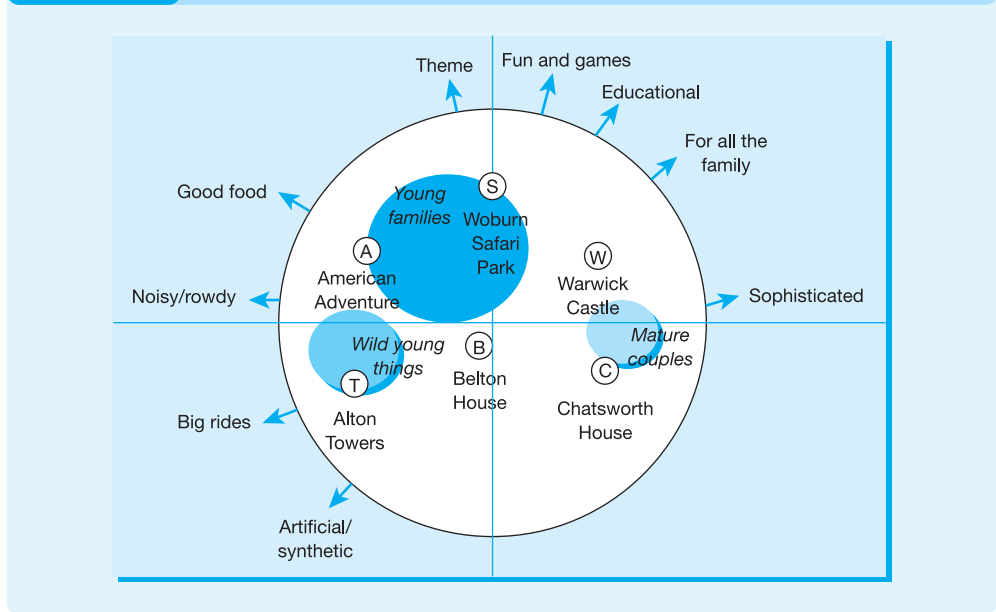 Theme
Fun and games
Educational
For all the
family
Good food
Young
families
S
Woburn
Safari
Park
A
American
Adventure
W
Warwick
Castle
Noisy/rowdy
Sophisticated
Wild young
things
B
Belton
House
Mature
couples
T
Alton
Towers
C
Chatsworth
House
Big rides
Artificial/
synthetic